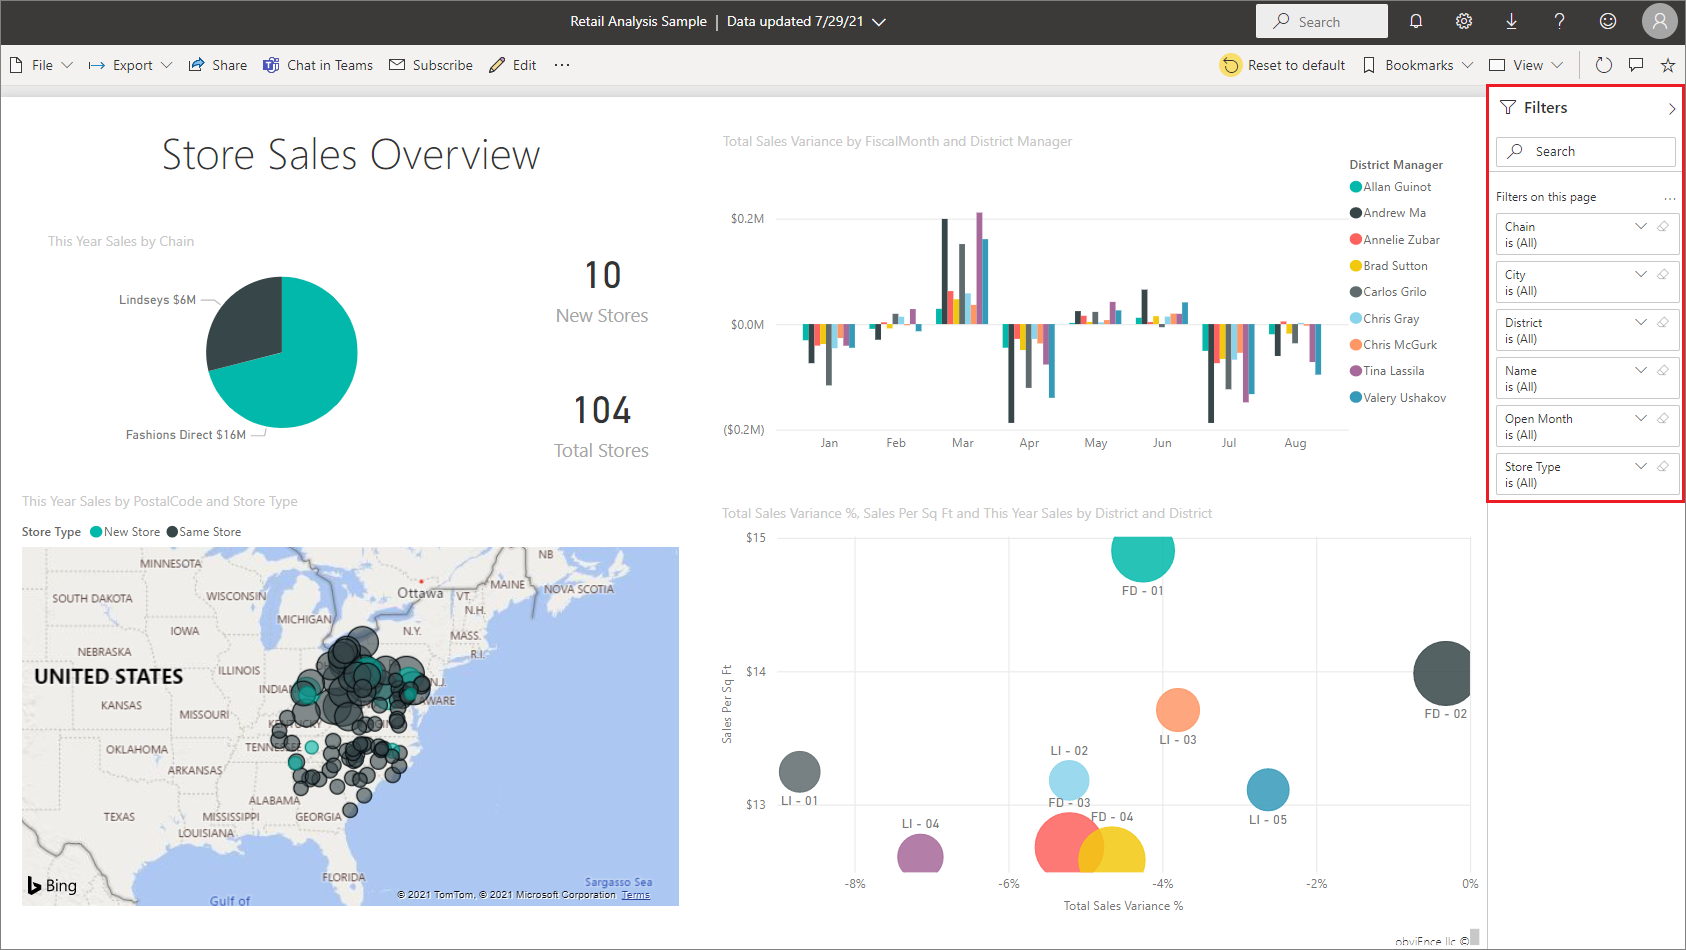 Retail Analysis Sample | Data updated 7/29/21
Search
File Export Share Chat in Teams Subscribe Edit ...
Reset to default Bookmarks View
Filters
Search
Filters on this page ...
Chain
is (All)
City
is (All)
District
is (All)
Name
is (All)
Open Month
is (All)
Store Type
is (All)
Store Sales Overview
This Year Sales by Chain
Lindseys $6M
Fashions Direct $16M
10
New Stores
104
Total Stores
Total Sales Variance by FiscalMonth and District Manager
District Manager
Allan Guinot
Andrew Ma
Annelie Zubar
Brad Sutton
Carlos Grilo
Chris Gray
Chris McGurk
Tina Lassila
Valery Ushakov
$0.2M
$0.0M
($0.2M)
Jan Feb Mar Apr May Jun Jul Aug
This Year Sales by PostalCode and Store Type
Store Type New Store Same Store
NB
MINNESOTA
MAINE
NOVA SCOTIA
Ottawa
VT.
SOUTH DAKOTA
WISCONSIN
N.H.
MICHIGAN
IOWA
N.Y.
MASS.
NEBRASKA
R.I.
ILLINOIS
UNITED STATES
INDIAN
N.J.
KANSAS
AWARE
MISSOURI
KENTUCKY
OKLAHOMA
TENNESSEE
ARKANSAS
ALABAMA
TEXAS
MISSISSIPPI
GEORGIA
LOUISIANA
FLORIDA
Sargasso Sea
Bing
© 2021 TomTom, © 2021 Microsoft Corporation Terms
Gulf of
Total Sales Variance %, Sales Per Sq Ft and This Year Sales by District and District
$15
$14
$13
Sales Per Sq Ft
FD - 01
FD - 02
LI - 03
LI - 02
LI - 01
FD - 03
FD - 04
LI - 05
LI - 04
-8% -6% -4% -2% 0%
Total Sales Variance %
obviEnce llc ©